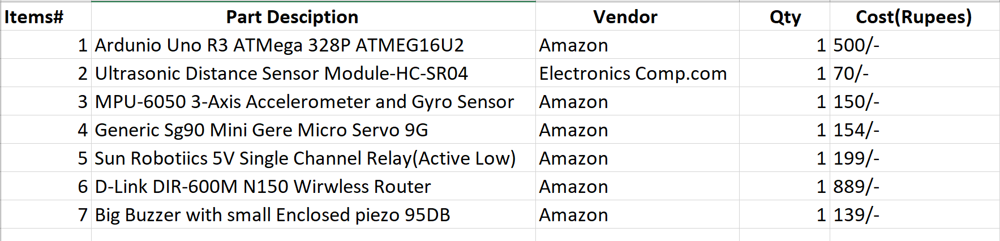 Items# Part Desciption Vendor Qty Cost(Rupees)
1 Ardunio Uno R3 ATMega 328P ATMEG16U2 Amazon 1 500/-
2 Ultrasonic Distance Sensor Module-HC-SR04 Electronics Comp.com 1 70/-
3 MPU-6050 3-Axis Accelerometer and Gyro Sensor Amazon 1 150/-
4 Generic Sg90 Mini Gere Micro Servo 9G Amazon 1 154/-
5 Sun Robotiics 5V Single Channel Relay(Active Low) Amazon 1 199/-
6 D-Link DIR-600M N150 Wirwless Router Amazon 1 889/-
7 Big Buzzer with small Enclosed piezo 95DB Amazon 1 139/-